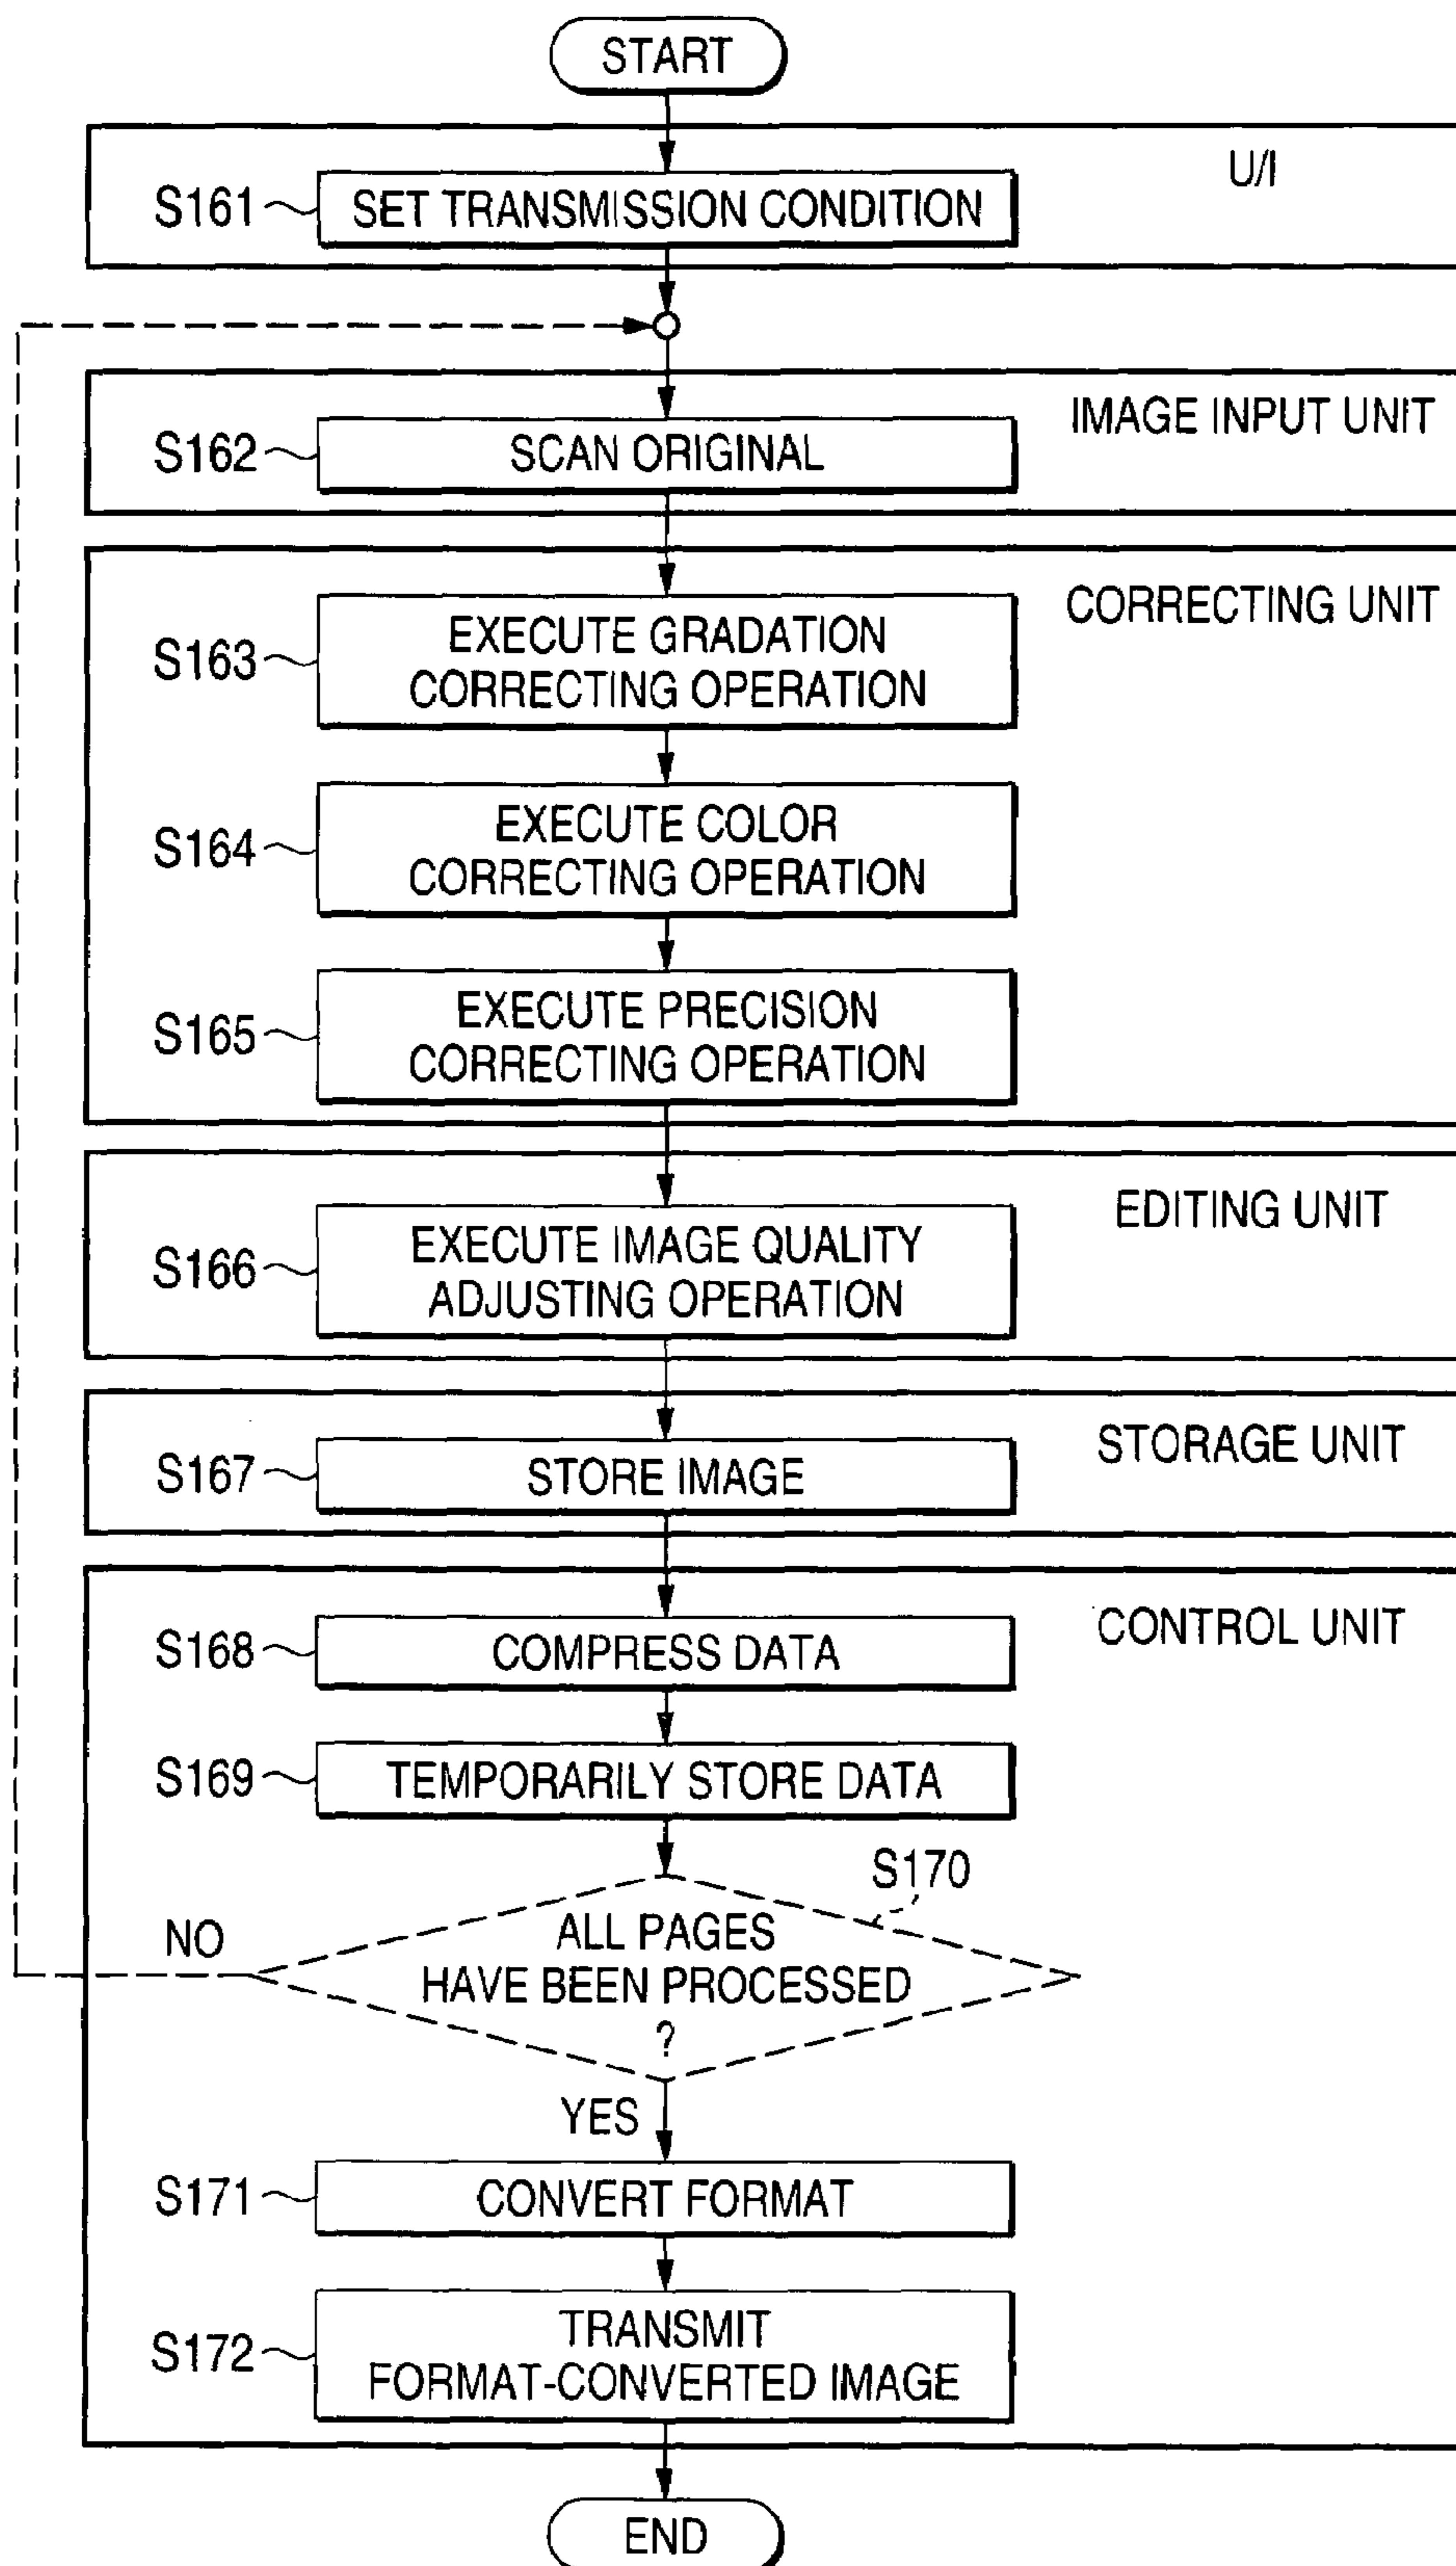 START
U/I
S161
SET TRANSMISSION CONDITION
IMAGE INPUT UNIT
S162
SCAN ORIGINAL
CORRECTING UNIT
S163
EXECUTE GRADATION
CORRECTING OPERATION
S164
EXECUTE COLOR
CORRECTING OPERATION
S165
EXECUTE PRECISION
CORRECTING OPERATION
EDITING UNIT
S166
EXECUTE IMAGE QUALITY
ADJUSTING OPERATION
STORAGE UNIT
S167
STORE IMAGE
CONTROL UNIT
S168
COMPRESS DATA
S169
TEMPORARILY STORE DATA
S170
NO
ALL PAGES
HAVE BEEN PROCESSED
?
YES
S171
CONVERT FORMAT
S172
TRANSMIT
FORMAT-CONVERTED IMAGE
END